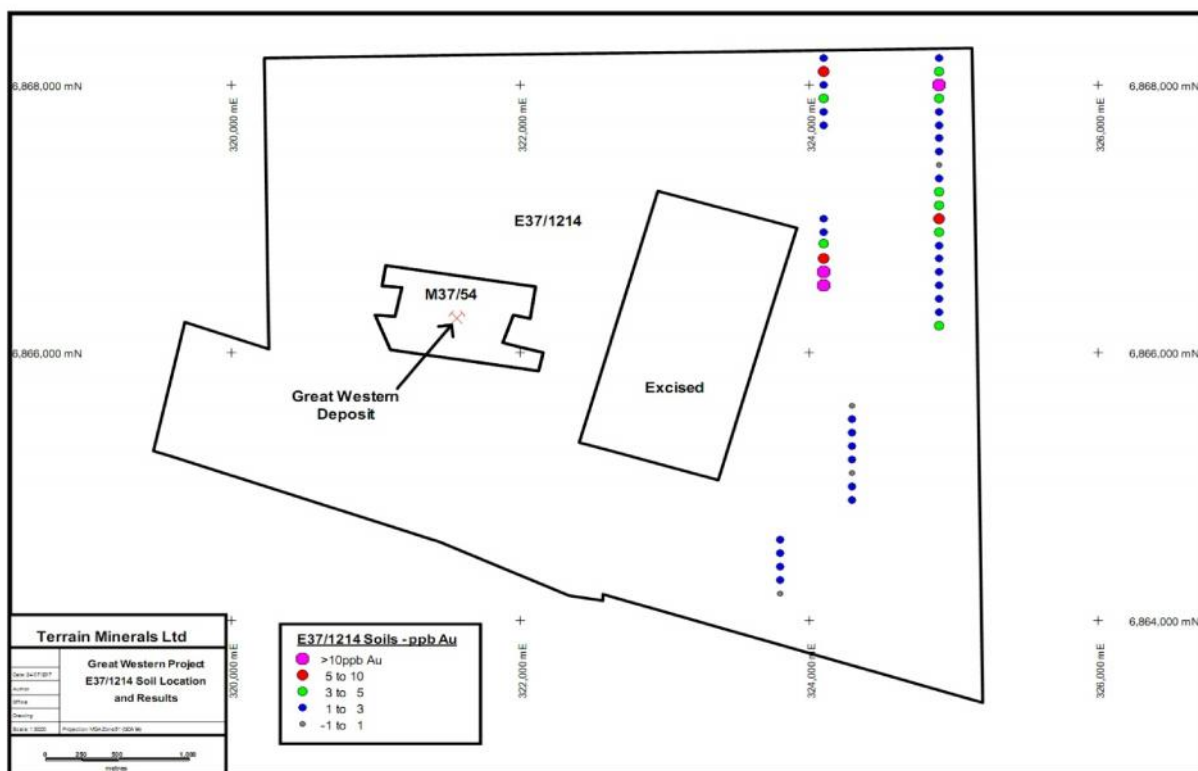 6,868,000 mN
320,000 mE
322,000 mE
324,000 mE
326,000 mE
6,868,000 mN
E37/1214
M37/54
6,866,000 mN
6,866,000 mN
Great Western
Deposit
Excised
6,864,000 mN
320,000 mE
322,000 mE
324,000 mE
326,000 mE
Terrain Minerals Ltd
Great Western Project
E37/1214 Soil Location
and Results
Author:
Office:
Drawing:
0 250 500 1,000
metres
E37/1214 Soils - ppb Au
>10ppb Au
5 to 10
3 to 5
1 to 3
-1 to 1